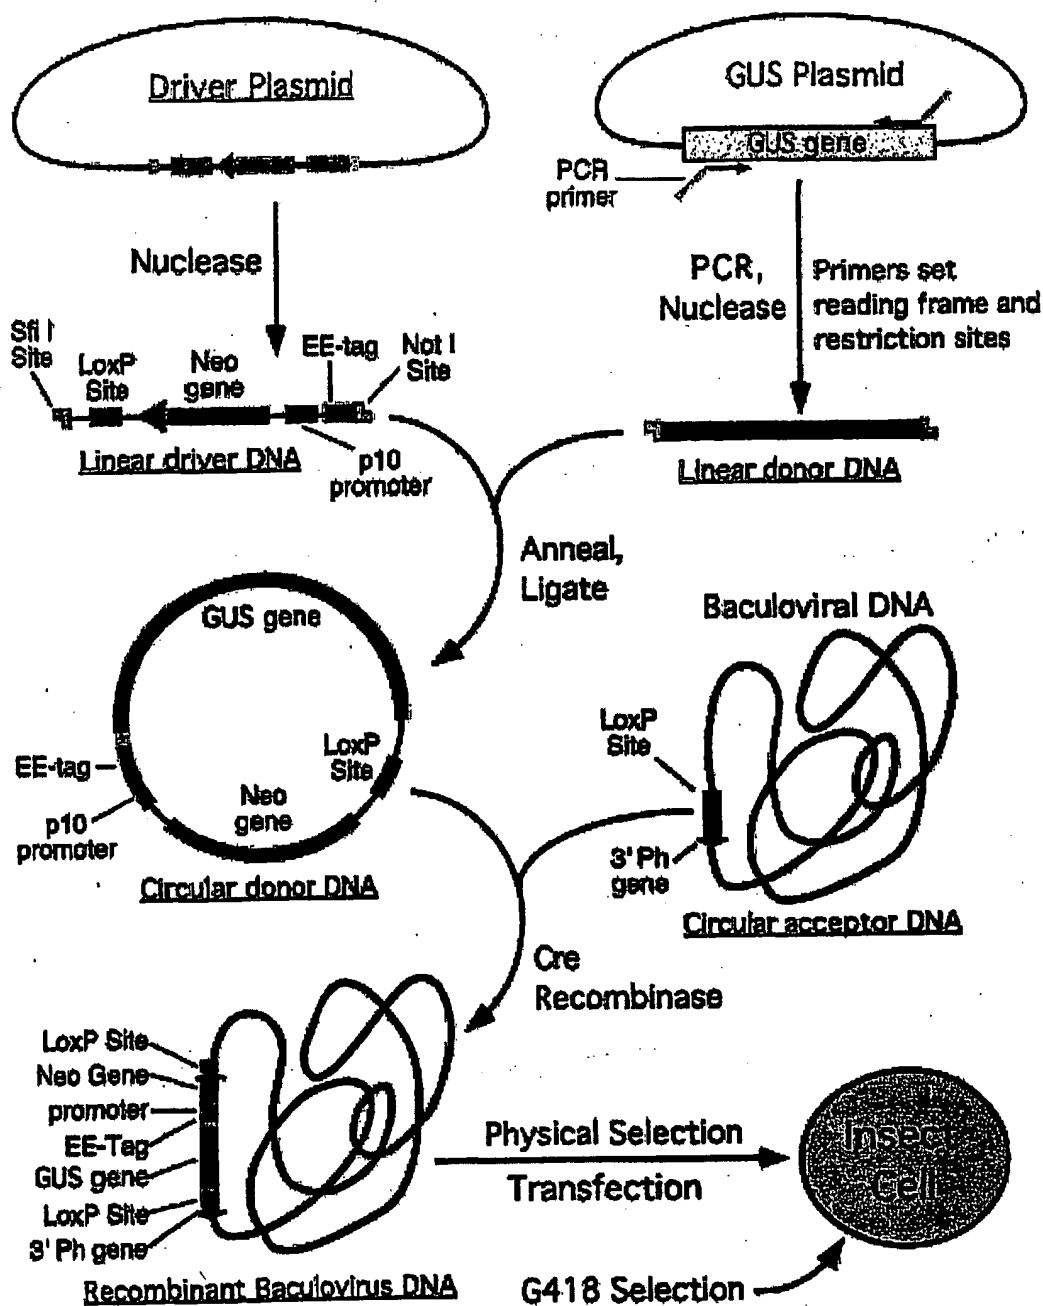 Driver Plasmid
GUS Plasmid
GUS gene
PCR
primer
Nuclease
PCR,
Nuclease
Primers set
reading frame and
restriction sites
Sfi I
Site
LoxP
Site
Neo
gene
EE-tag
Not I
Site
Linear driver DNA
p10
promoter
Linear donor DNA
Anneal,
Ligate
GUS gene
Baculoviral DNA
LoxP
Site
EE-tag
LoxP
Site
p10
promoter
Neo
gene
3' Ph
gene
Circular donor DNA
Circular acceptor DNA
Cre
Recombinase
LoxP Site
Neo Gene
promoter
EE-Tag
GUS gene
LoxP Site
3' Ph gene
Physical Selection
Transfection
Insect
Cell
Recombinant Baculovirus DNA
G418 Selection